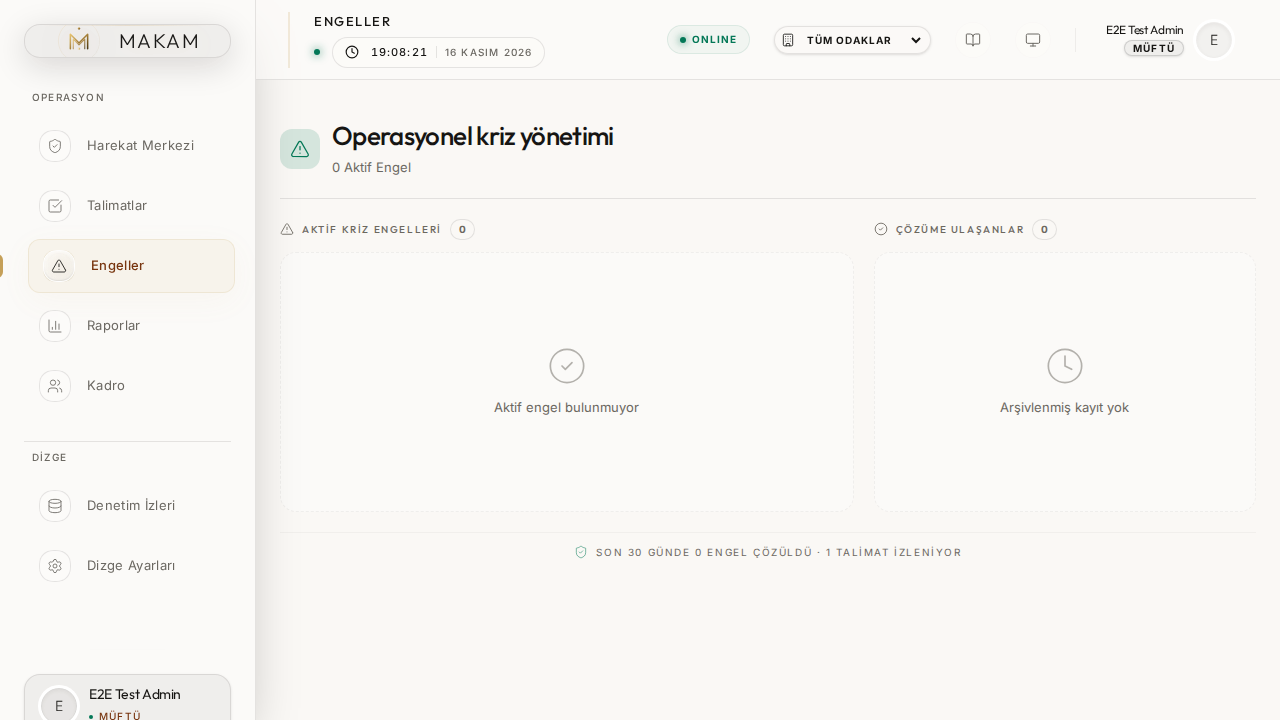 MAKAM
OPERASYON
Harekat Merkezi
Talimatlar
Engeller
Raporlar
Kadro
DİZGE
Denetim İzleri
Dizge Ayarları
E
E2E Test Admin
MÜFTÜ
ENGELLER
19:08:21 16 KASIM 2026
ONLINE
TÜM ODAKLAR
E2E Test Admin
MÜFTÜ
E
Operasyonel kriz yönetimi
0 Aktif Engel
AKTİF KRİZ ENGELLERİ 0
Aktif engel bulunmuyor
ÇÖZÜME ULAŞANLAR 0
Arşivlenmiş kayıt yok
SON 30 GÜNDE 0 ENGEL ÇÖZÜLDÜ · 1 TALİMAT İZLENİYOR